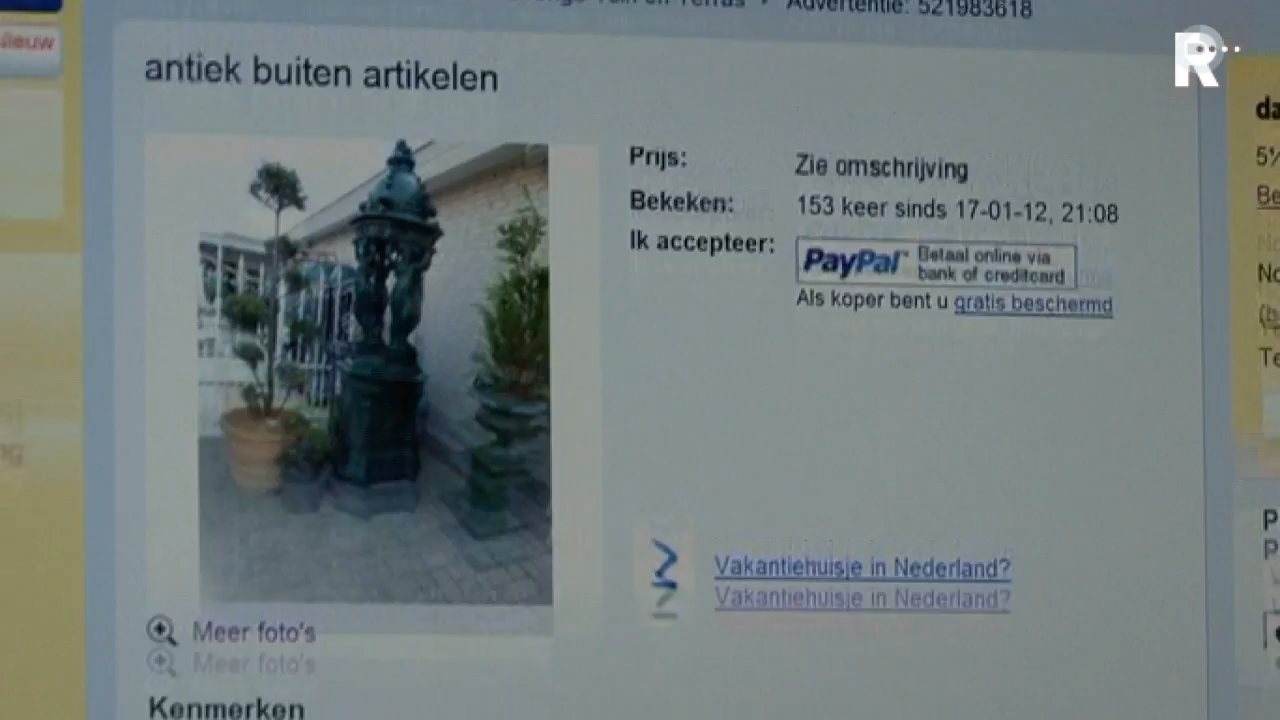 Advertentie: 521983618
antiek buiten artikelen
Prijs:
Zie omschrijving
Bekeken:
153 keer sinds 17-01-12, 21:08
Ik accepteer:
PayPal
Betaal online via
bank of creditcard
Als koper bent u gratis beschermd
Vakantiehuisje in Nederland?
Vakantiehuisje in Nederland?
Meer foto's
Meer foto's
Kenmerken
R